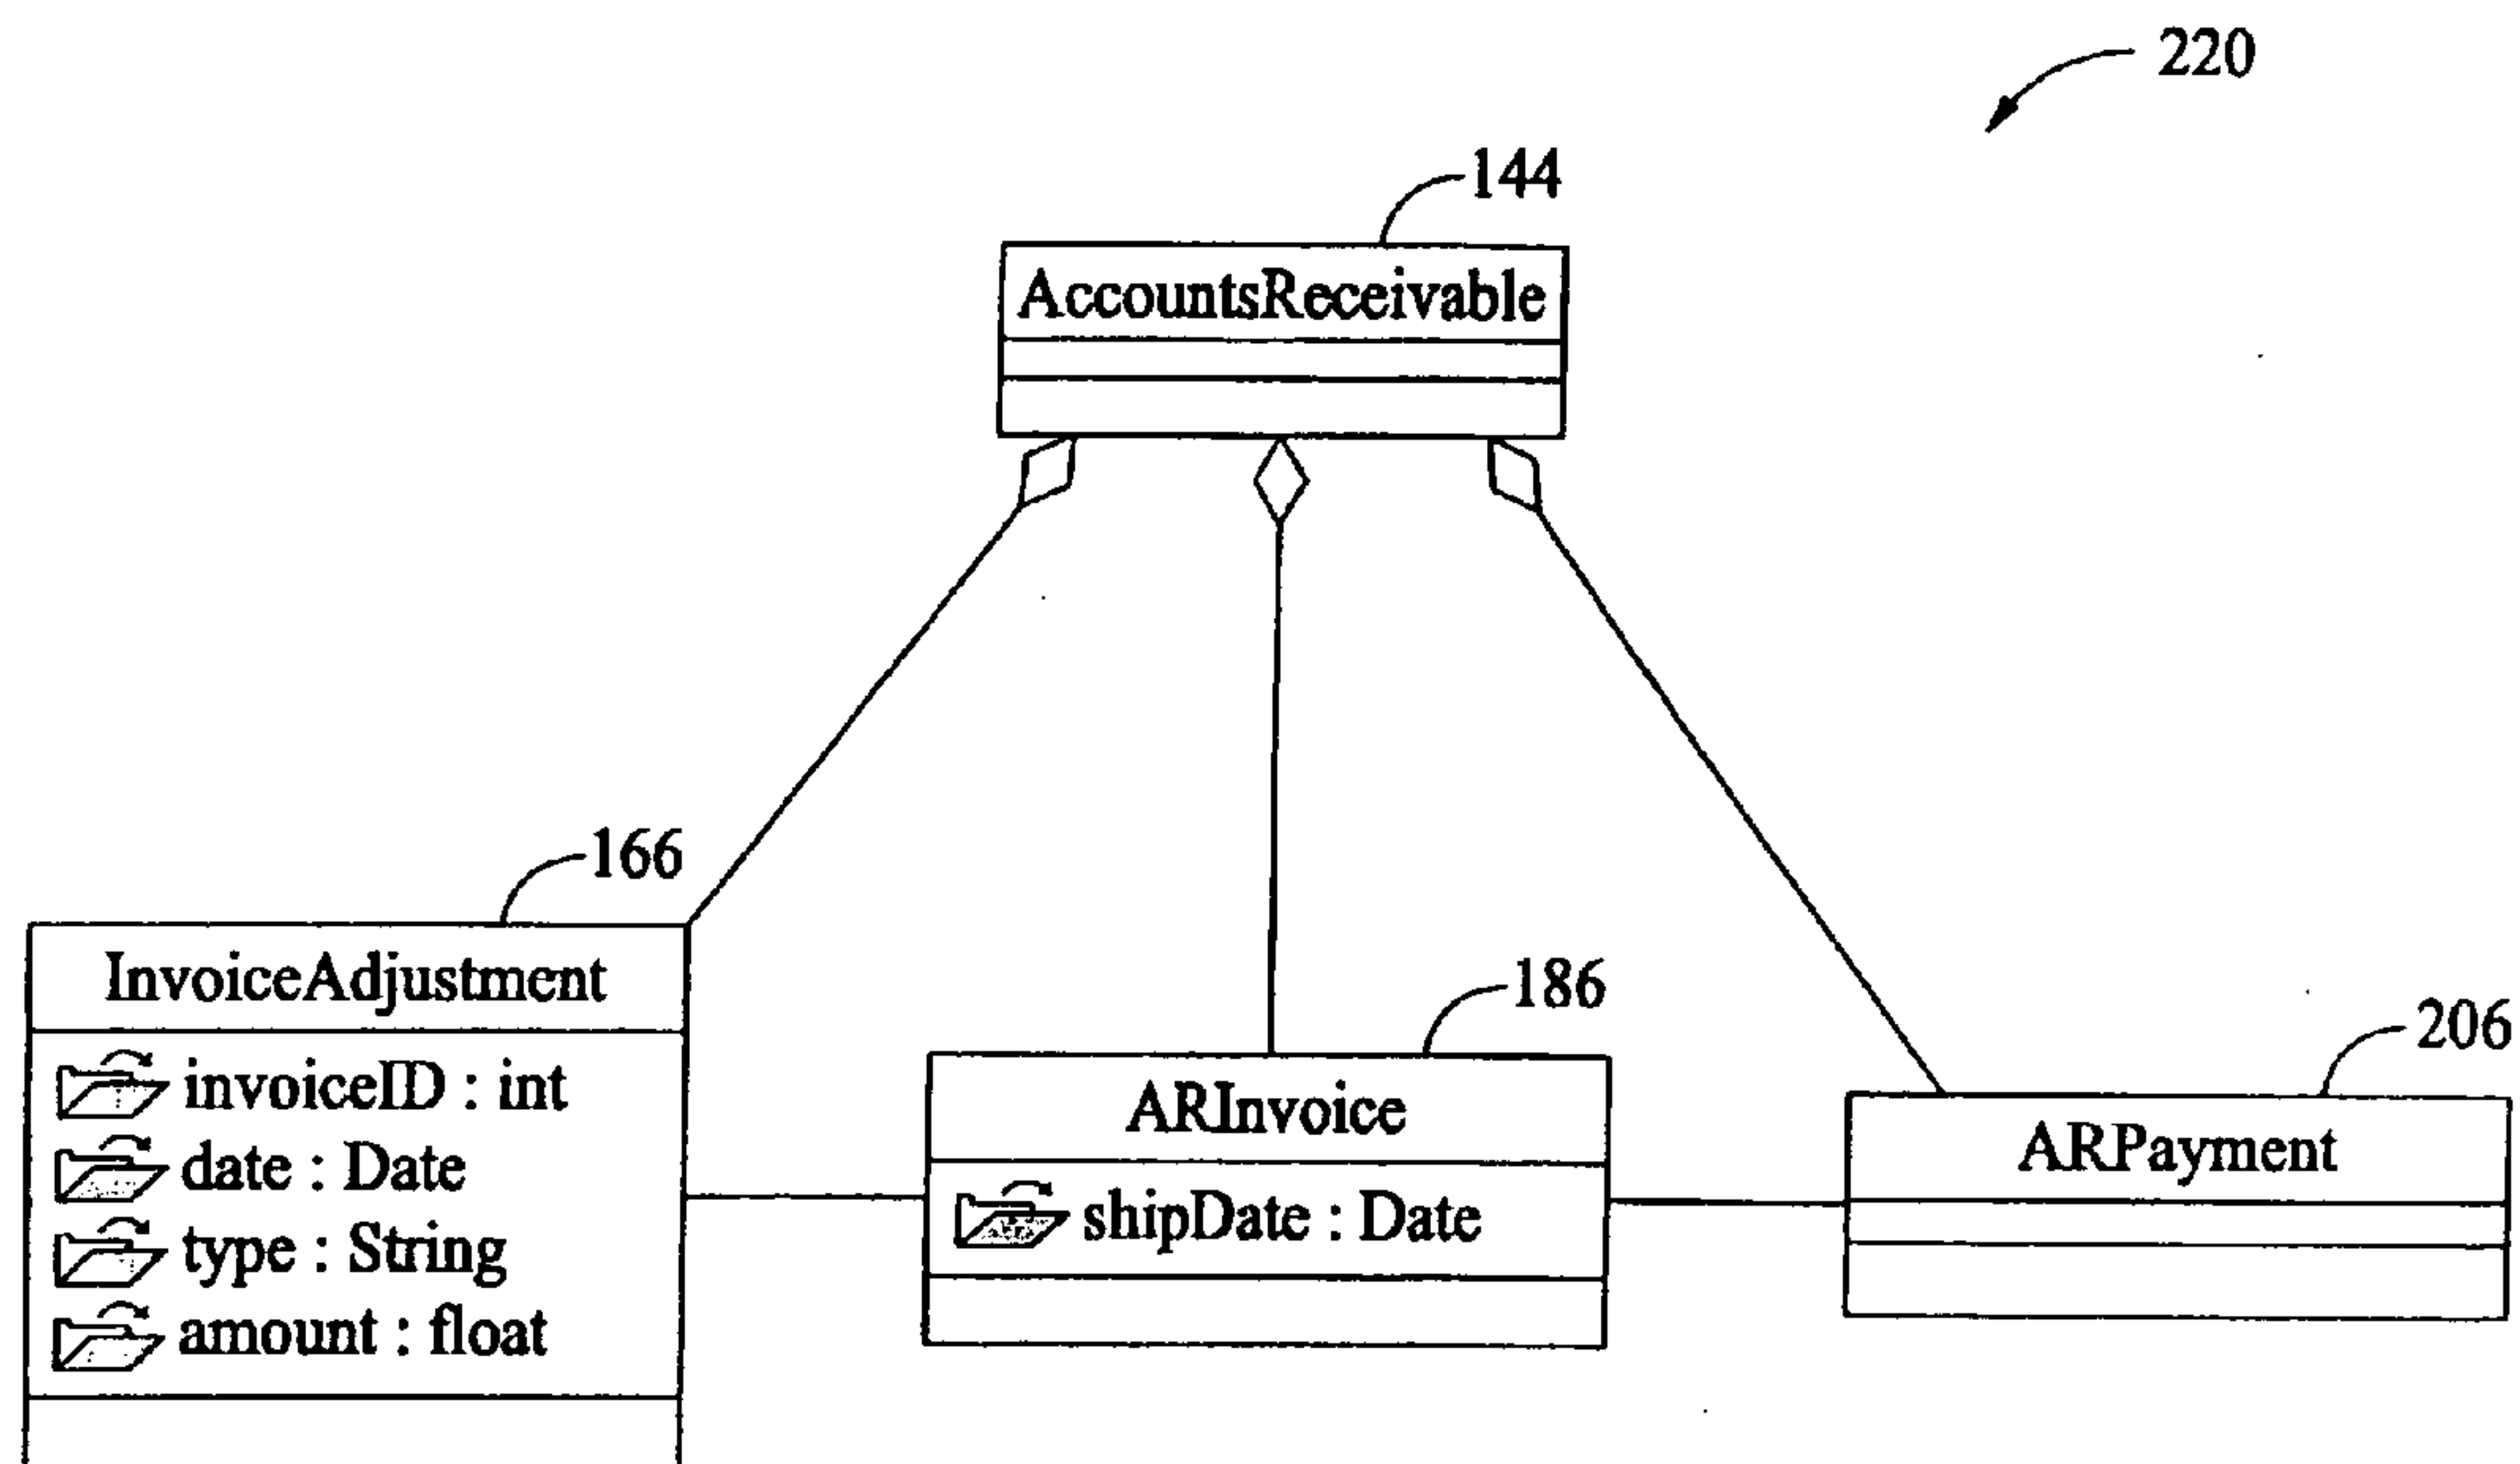 220
144
AccountsReceivable
166
InvoiceAdjustment
invoiceID : int
date : Date
type : String
amount : float
186
ARInvoice
shipDate : Date
206
ARPayment